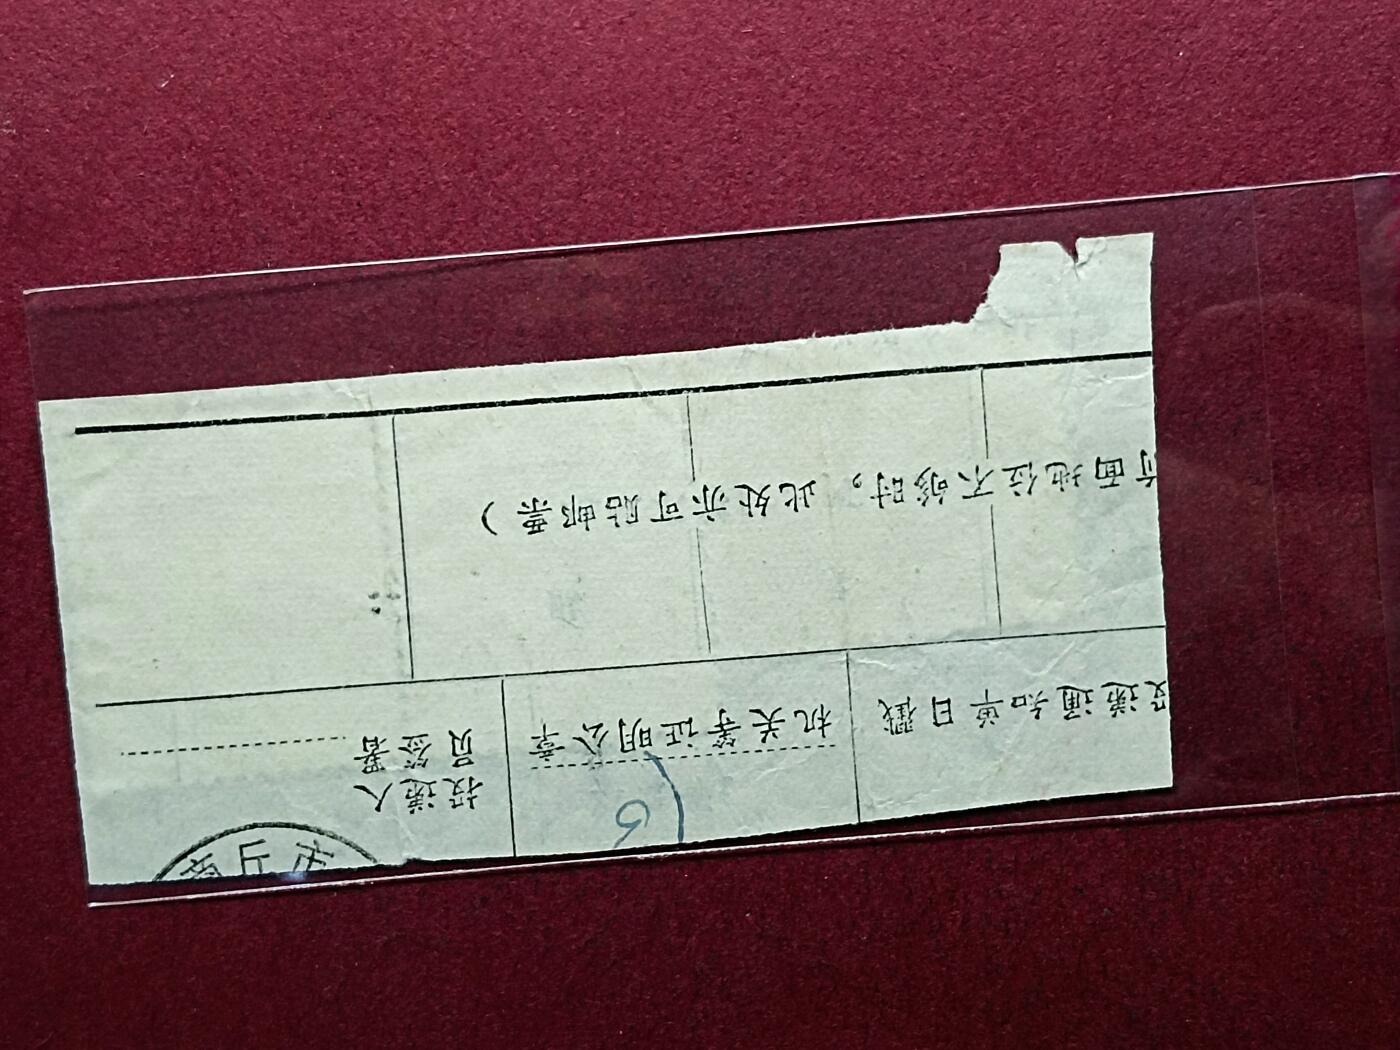 递通知单日戳
机关等证明公章
投递人
员签署
面地位不够时，此处亦可贴邮票）